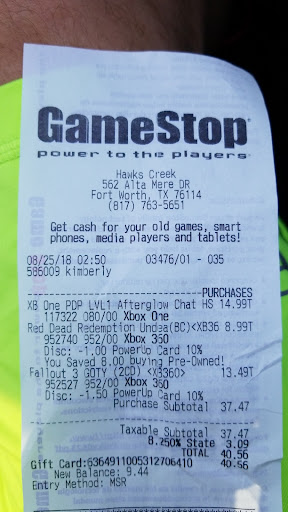 GameStop
power to the players
Hawks Creek
562 Alta Mere DR
Fort Worth, TX 76114
(817) 763-5651
Get cash for your old games, smart
phones, media players and tablets!
08/25/18 02:50 03476/01 - 035
586009 kimberly
PURCHASES
XB One PDP LVL1 Afterglow Chat HS 14.99T
117322 080/00 Xbox One
Red Dead Redemption Undea(BC)<XB36 8.99T
952740 952/00 Xbox 360
Disc: -1.00 PowerUp Card 10%
You Saved 8.00 buying Pre-Owned!
Fallout 3 GOTY (2CD) <X360> 13.49T
952527 952/00 Xbox 360
Disc: -1.50 PowerUp Card 10%
Purchase Subtotal 37.47
Taxable Subtotal 37.47
8.250% State 3.09
TOTAL 40.56
Gift Card:6364911005312706410 40.56
New Balance: 9.44
Entry Method: MSR